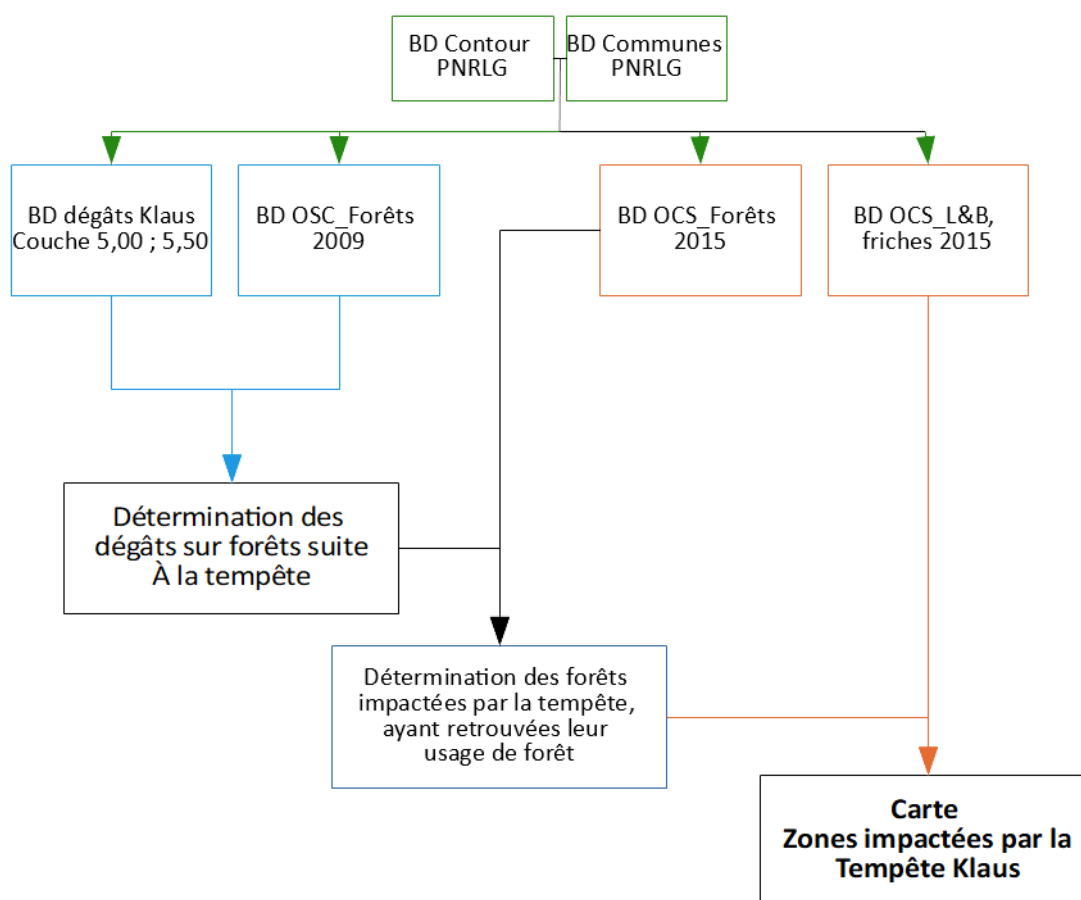 BD Contour
PNRLG
BD Communes
PNRLG
BD dégâts Klaus
Couche 5,00 ; 5,50
BD OSC_Forêts
2009
BD OCS_Forêts
2015
BD OCS_L&B,
friches 2015
Détermination des
dégâts sur forêts suite
À la tempête
Détermination des forêts
impactées par la tempête,
ayant retrouvées leur
usage de forêt
Carte
Zones impactées par la
Tempête Klaus